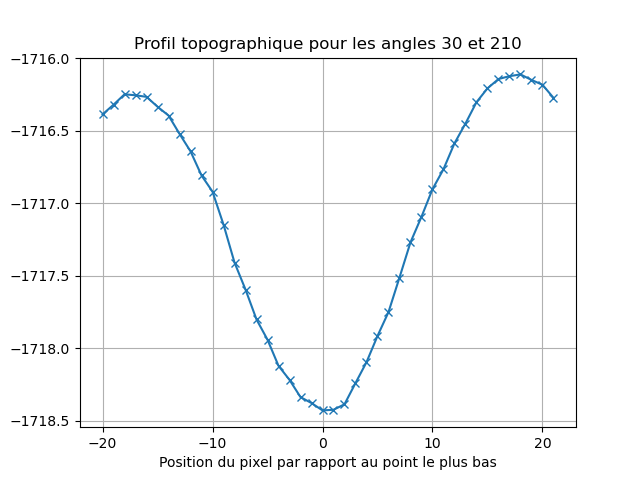 Profil topographique pour les angles 30 et 210
−1716.0
−1716.5
−1717.0
−1717.5
−1718.0
−1718.5
−20 −10 0 10 20
Position du pixel par rapport au point le plus bas